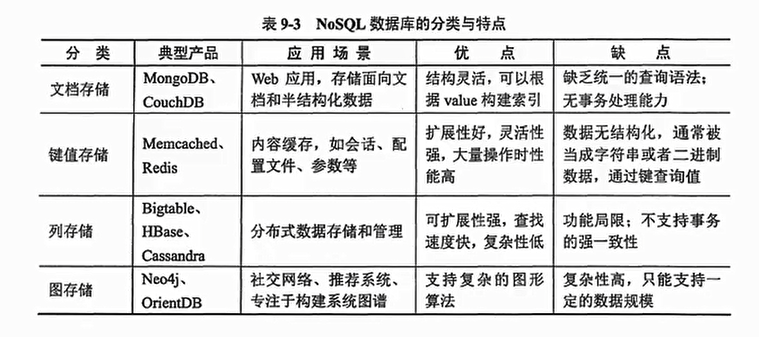 表 9-3 NoSQL 数据库的分类与特点
分 类 典型产品 应 用 场 景 优 点 缺 点
文档存储 MongoDB、CouchDB Web 应用，存储面向文档和半结构化数据 结构灵活，可以根据 value 构建索引 缺乏统一的查询语法；无事务处理能力
键值存储 Memcached、Redis 内容缓存，如会话、配置文件、参数等 扩展性好，灵活性强，大量操作时性能高 数据无结构化，通常被当成字符串或者二进制数据，通过键查询值
列存储 Bigtable、HBase、Cassandra 分布式数据存储和管理 可扩展性强，查找速度快，复杂性低 功能局限；不支持事务的强一致性
图存储 Neo4j、OrientDB 社交网络、推荐系统、专注于构建系统图谱 支持复杂的图形算法 复杂性高，只能支持一定的数据规模